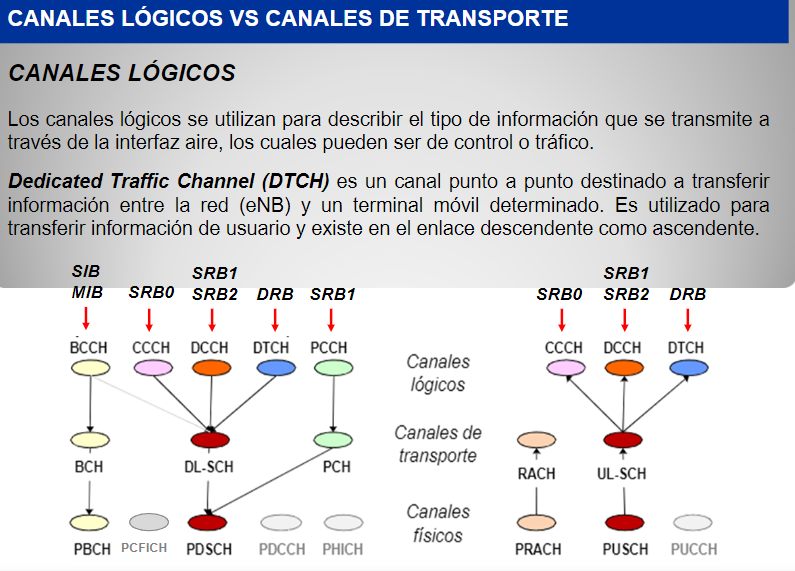 CANALES LÓGICOS VS CANALES DE TRANSPORTE
CANALES LÓGICOS
Los canales lógicos se utilizan para describir el tipo de información que se transmite a
través de la interfaz aire, los cuales pueden ser de control o tráfico.
Dedicated Traffic Channel (DTCH) es un canal punto a punto destinado a transferir
información entre la red (eNB) y un terminal móvil determinado. Es utilizado para
transferir información de usuario y existe en el enlace descendente como ascendente.
SIB SRB1 SRB1
MIB SRB0 SRB2 DRB SRB1 SRB0 SRB2 DRB
BCCH CCCH DCCH DTCH PCCH CCCH DCCH DTCH
Canales
lógicos
Canales de
transporte
BCH DL-SCH PCH RACH UL-SCH
Canales
físicos
PBCH PCFICH PDSCH PDCCH PHICH PRACH PUSCH PUCCH